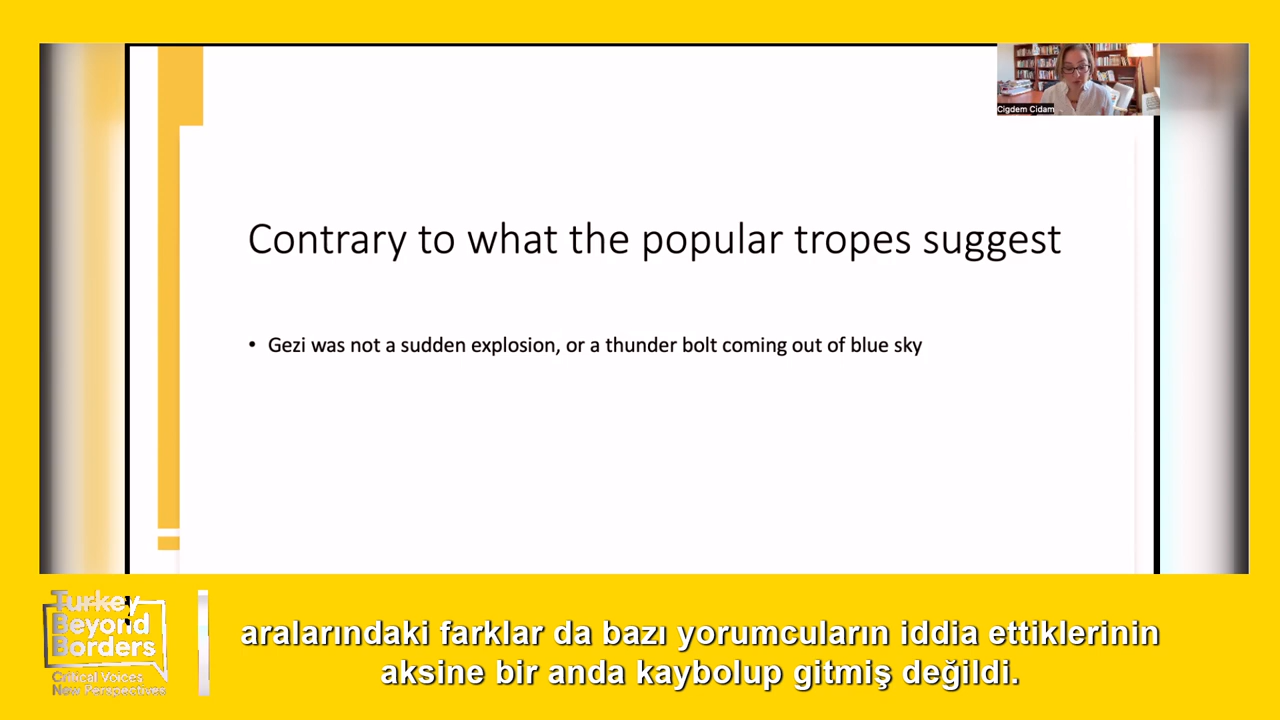 Cigdem Cidam
Contrary to what the popular tropes suggest
• Gezi was not a sudden explosion, or a thunder bolt coming out of blue sky
Turkey
Beyond
Borders
Critical Voices
New Perspectives
aralarındaki farklar da bazı yorumcuların iddia ettiklerinin
aksine bir anda kaybolup gitmiş değildi.